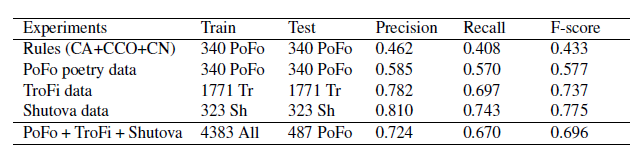 Experiments Train Test Precision Recall F-score
Rules (CA+CCO+CN) 340 PoFo 340 PoFo 0.462 0.408 0.433
PoFo poetry data 340 PoFo 340 PoFo 0.585 0.570 0.577
TroFi data 1771 Tr 1771 Tr 0.782 0.697 0.737
Shutova data 323 Sh 323 Sh 0.810 0.743 0.775
PoFo + TroFi + Shutova 4383 All 487 PoFo 0.724 0.670 0.696